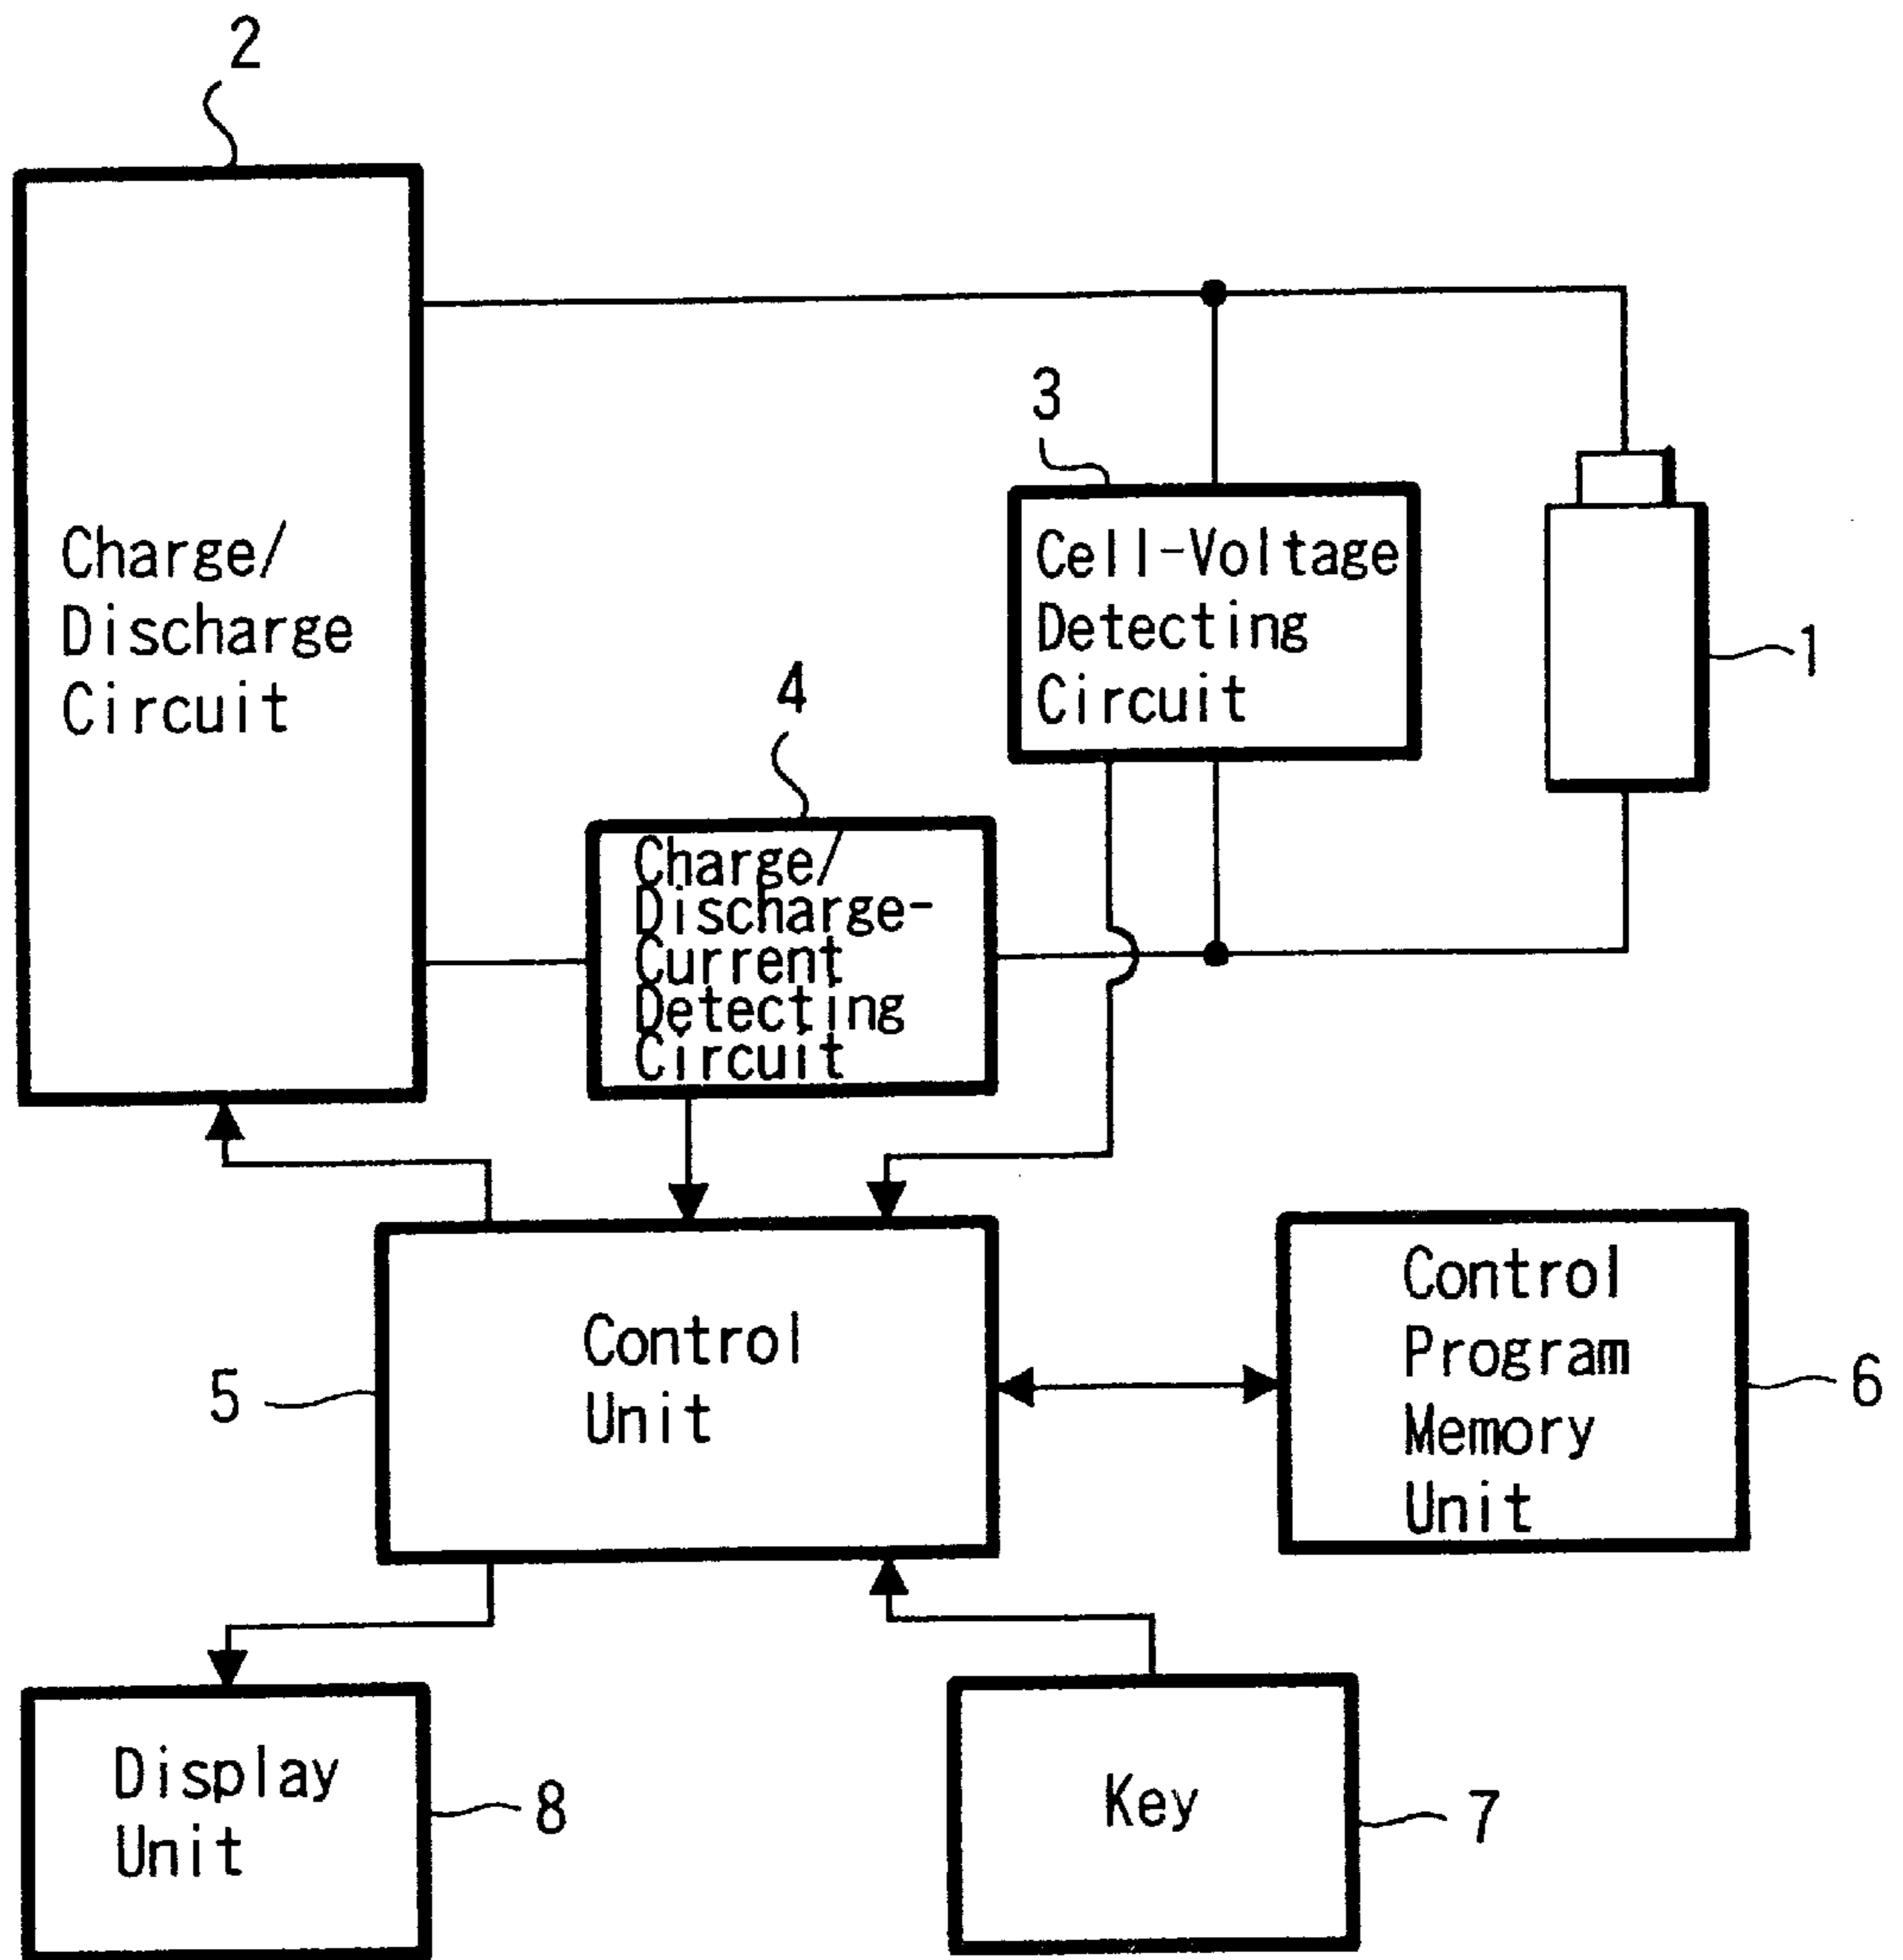 2
Charge/
Discharge
Circuit
3
Cell-Voltage
Detecting
Circuit
1
4
Charge/
Discharge-
Current
Detecting
Circuit
5
Control
Unit
Control
Program
Memory
Unit
6
Display
Unit
8
Key
7